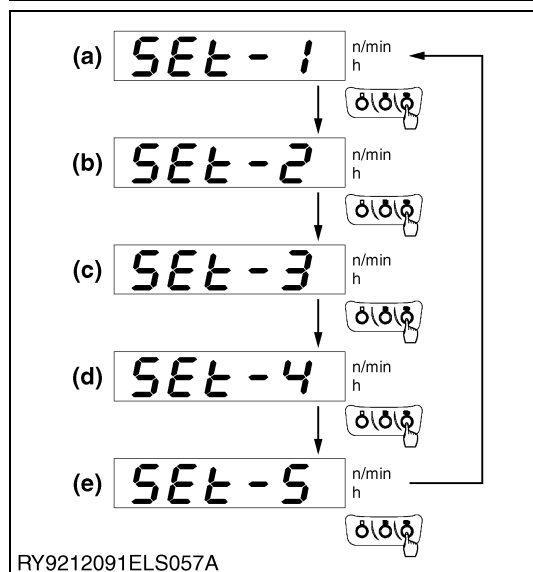 (a) SEt-1 n/min
h
(b) SEt-2 n/min
h
(c) SEt-3 n/min
h
(d) SEt-4 n/min
h
(e) SEt-5 n/min
h
RY9212091ELS057A